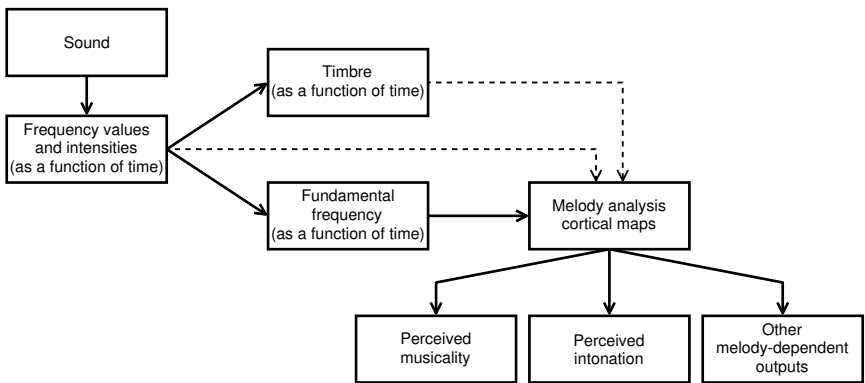 Sound
Frequency values
and intensities
(as a function of time)
Timbre
(as a function of time)
Fundamental
frequency
(as a function of time)
Melody analysis
cortical maps
Perceived
musicality
Perceived
intonation
Other
melody-dependent
outputs